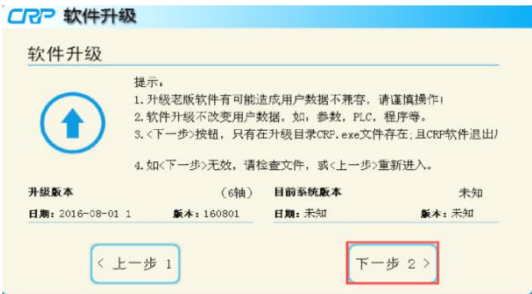 CRP 软件升级
软件升级
提示:
1.升级老版软件有可能造成用户数据不兼容, 请谨慎操作!
2.软件升级不改变用户数据, 如: 参数, PLC, 程序等。
3.<下一步>按钮, 只有在升级目录CRP.exe文件存在;且CRP软件退出
4.如<下一步>无效, 请检查文件, 或<上一步>重新进入。
升级版本 (6轴) 目前系统版本 未知
日期: 2016-08-01 1 版本: 160801 日期: 未知 版本: 未知
< 上一步 1 下一步 2 >